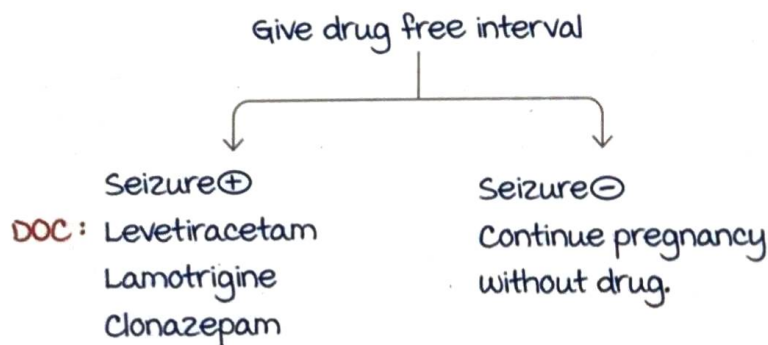 Give drug free interval
Seizure⊕
DOC: Levetiracetam
Lamotrigine
Clonazepam
Seizure⊖
Continue pregnancy
without drug.